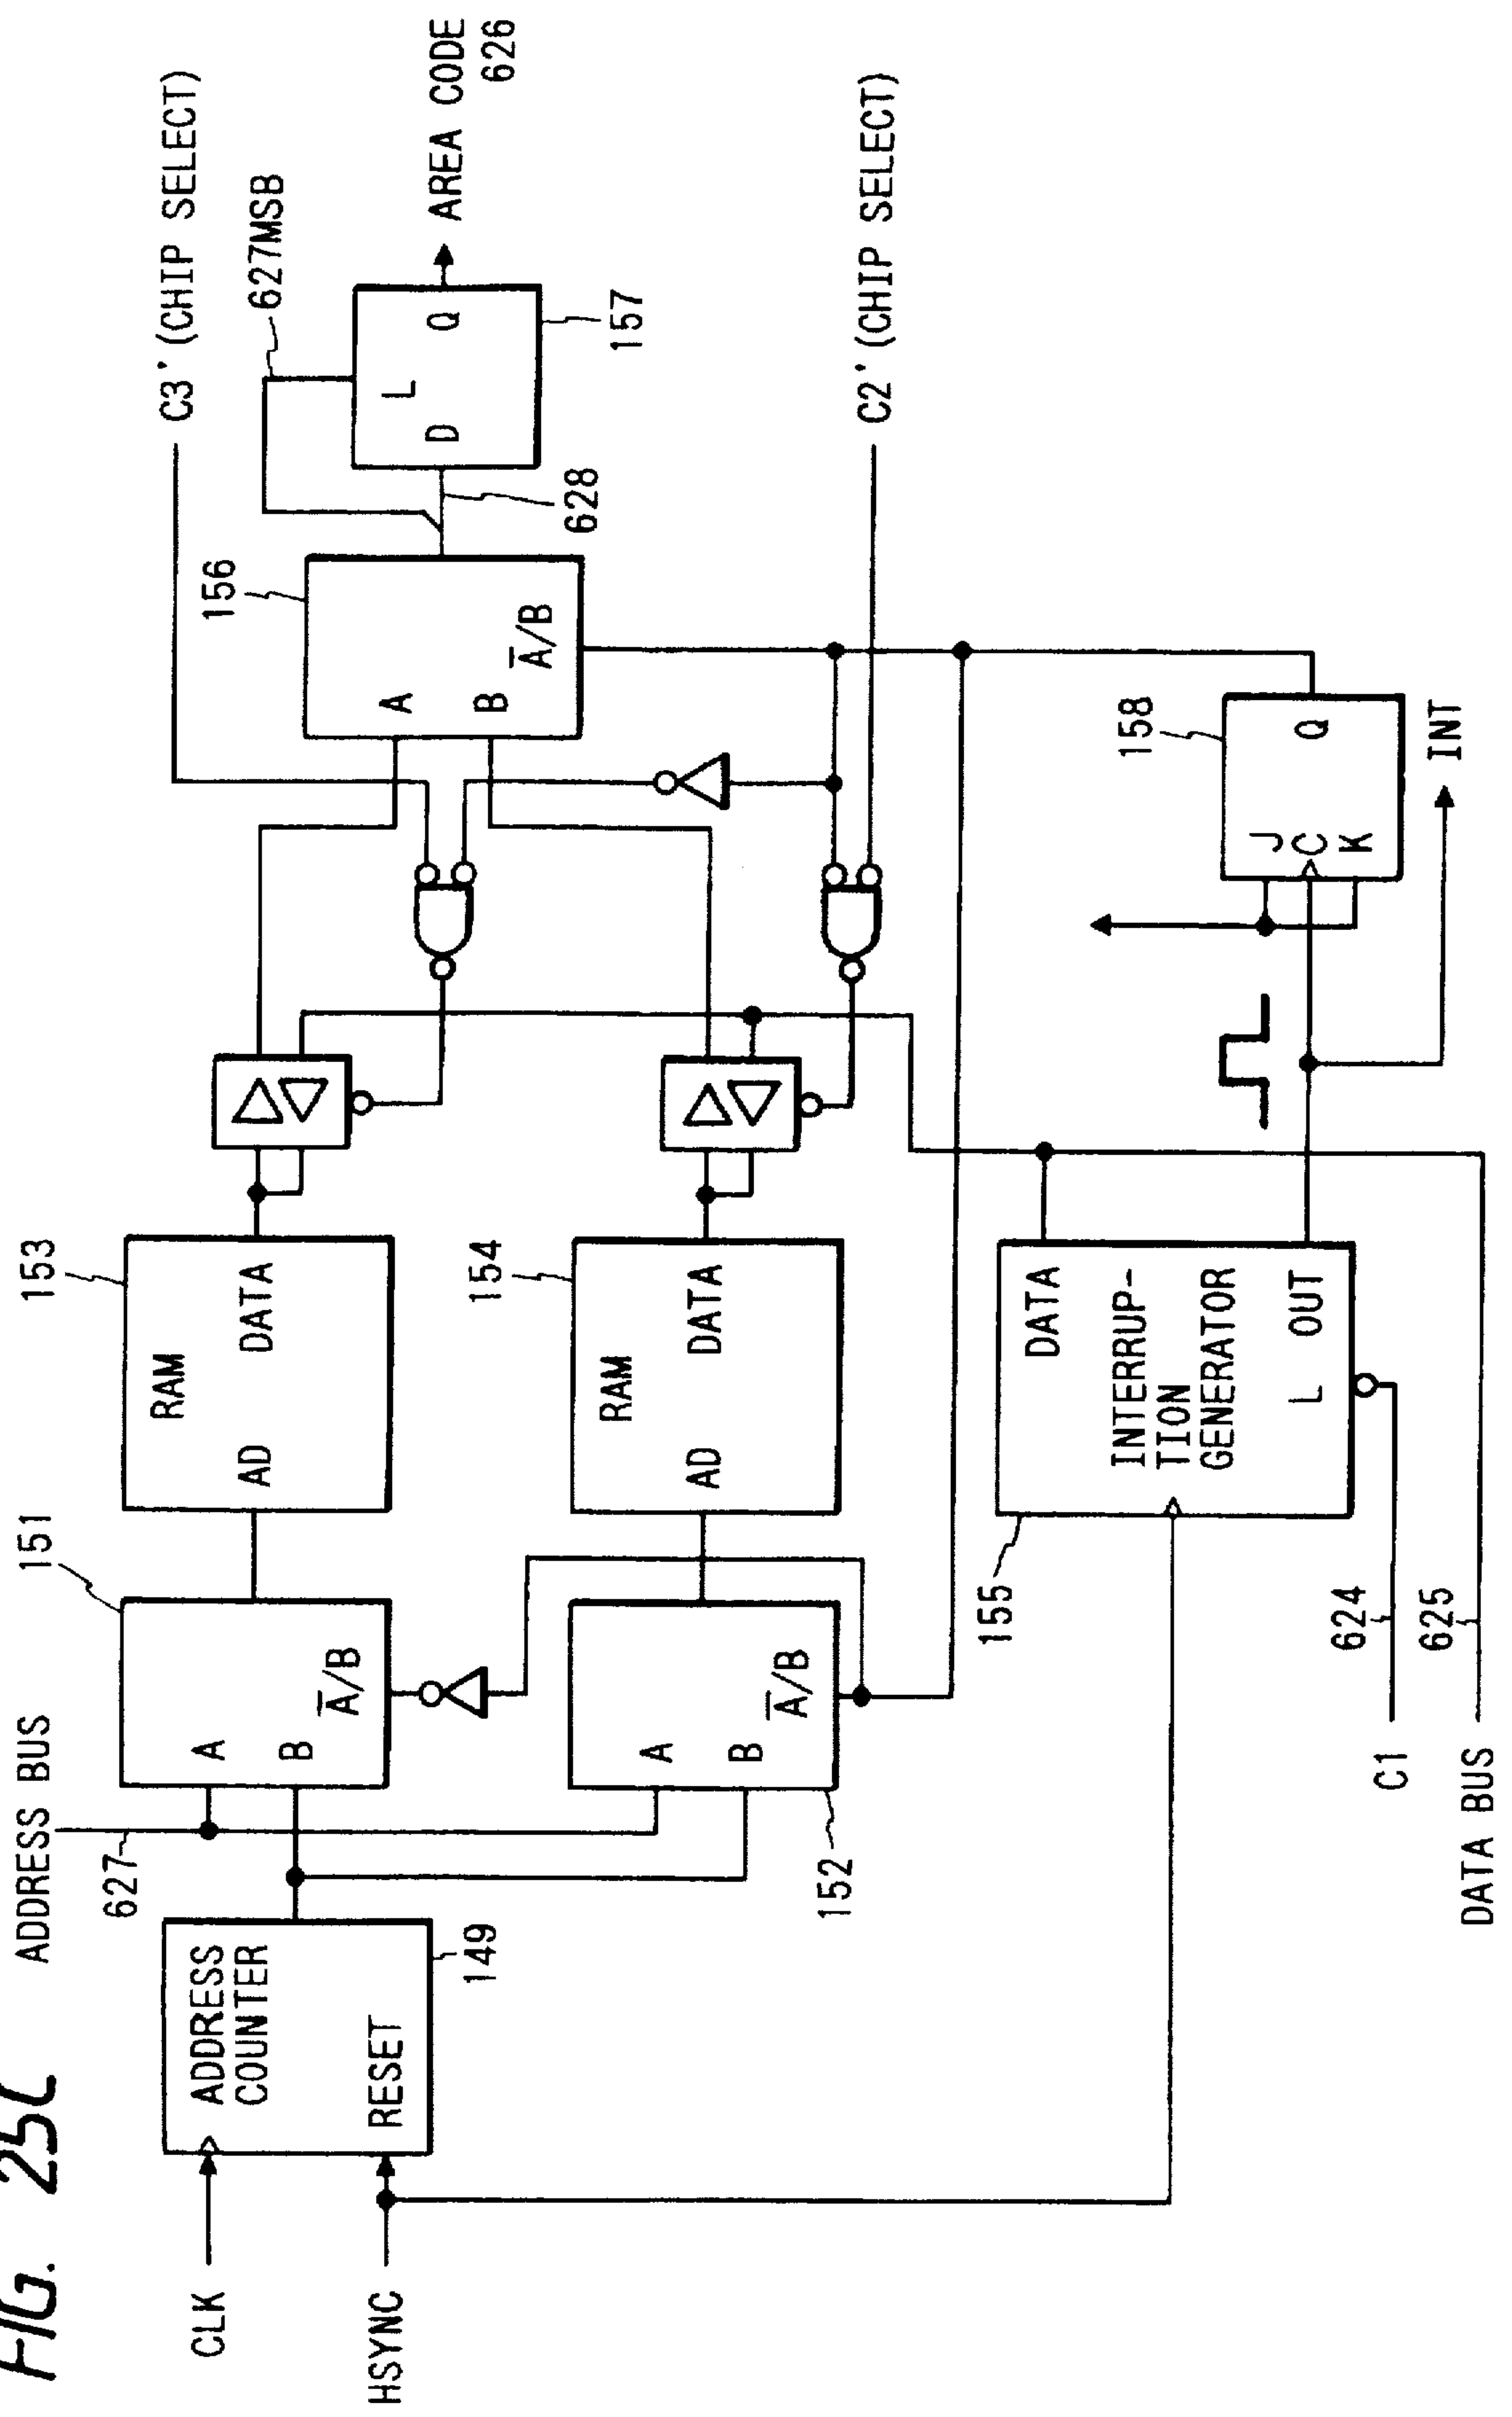 FIG. 25C
ADDRESS BUS
627
CLK
HSYNC
ADDRESS
COUNTER
RESET
149
151
A
B
A̅/B
152
A
B
A̅/B
153
RAM
AD
DATA
154
RAM
AD
DATA
155
DATA
INTERRUP-
TION
GENERATOR
L
OUT
C1
624
DATA BUS
625
156
A
B
A̅/B
628
627MSB
L
D
Q
157
AREA CODE
626
C3' (CHIP SELECT)
C2' (CHIP SELECT)
158
J
C
K
Q
INT